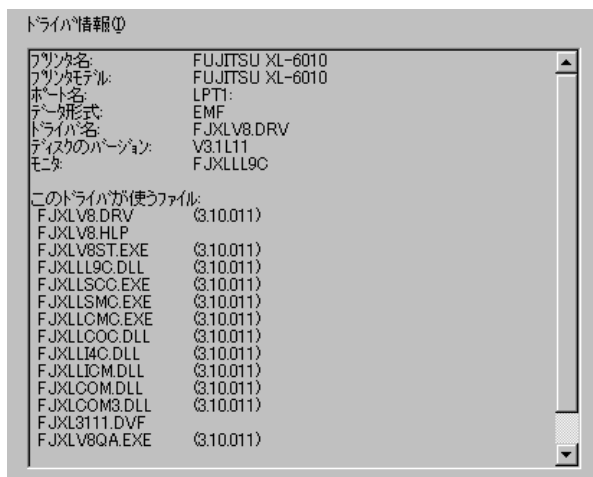 ドライバ情報(I)
プリンタ名: FUJITSU XL-6010
プリンタモデル: FUJITSU XL-6010
ポート名: LPT1:
データ形式: EMF
ドライバ名: FJXLV8.DRV
ディスクのバージョン: V3.1L11
モニタ: FJXLLL9C
このドライバが使うファイル:
FJXLV8.DRV (3.10.011)
FJXLV8.HLP
FJXLV8ST.EXE (3.10.011)
FJXLLL9C.DLL (3.10.011)
FJXLLSCC.EXE (3.10.011)
FJXLLSMC.EXE (3.10.011)
FJXLLCMC.EXE (3.10.011)
FJXLLCOC.DLL (3.10.011)
FJXLLI4C.DLL (3.10.011)
FJXLLICM.DLL (3.10.011)
FJXLCOM.DLL (3.10.011)
FJXLCOM3.DLL (3.10.011)
FJXL3111.DVF
FJXLV8QA.EXE (3.10.011)